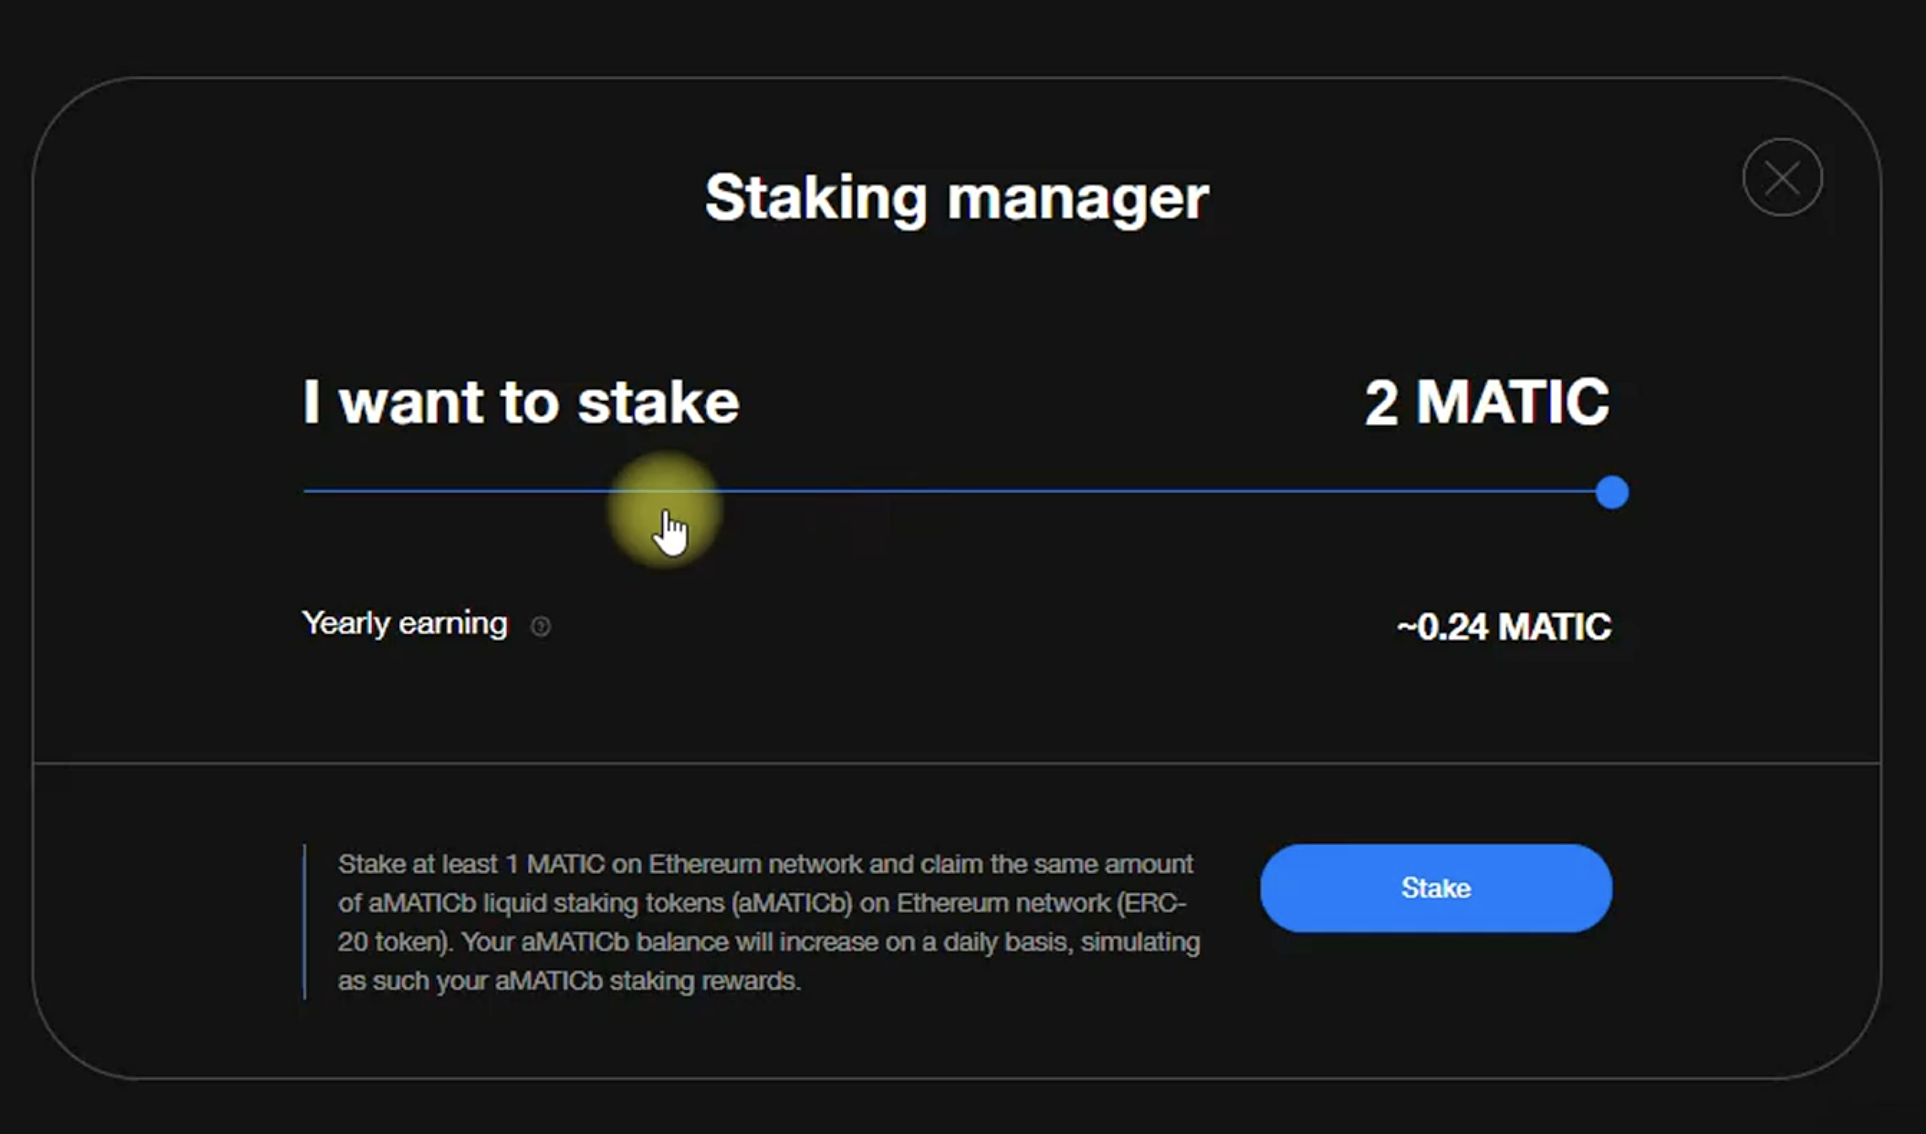 Staking manager
I want to stake
2 MATIC
Yearly earning
~0.24 MATIC
Stake at least 1 MATIC on Ethereum network and claim the same amount
of aMATICb liquid staking tokens (aMATICb) on Ethereum network (ERC-
20 token). Your aMATICb balance will increase on a daily basis, simulating
as such your aMATICb staking rewards.
Stake